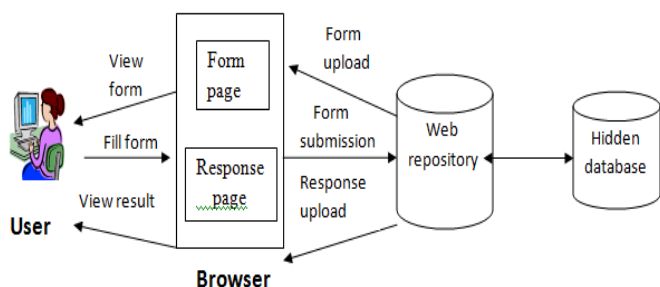 View
form
Fill form
View result
User
Form
page
Response
page
Browser
Form
upload
Form
submission
Response
upload
Web
repository
Hidden
database